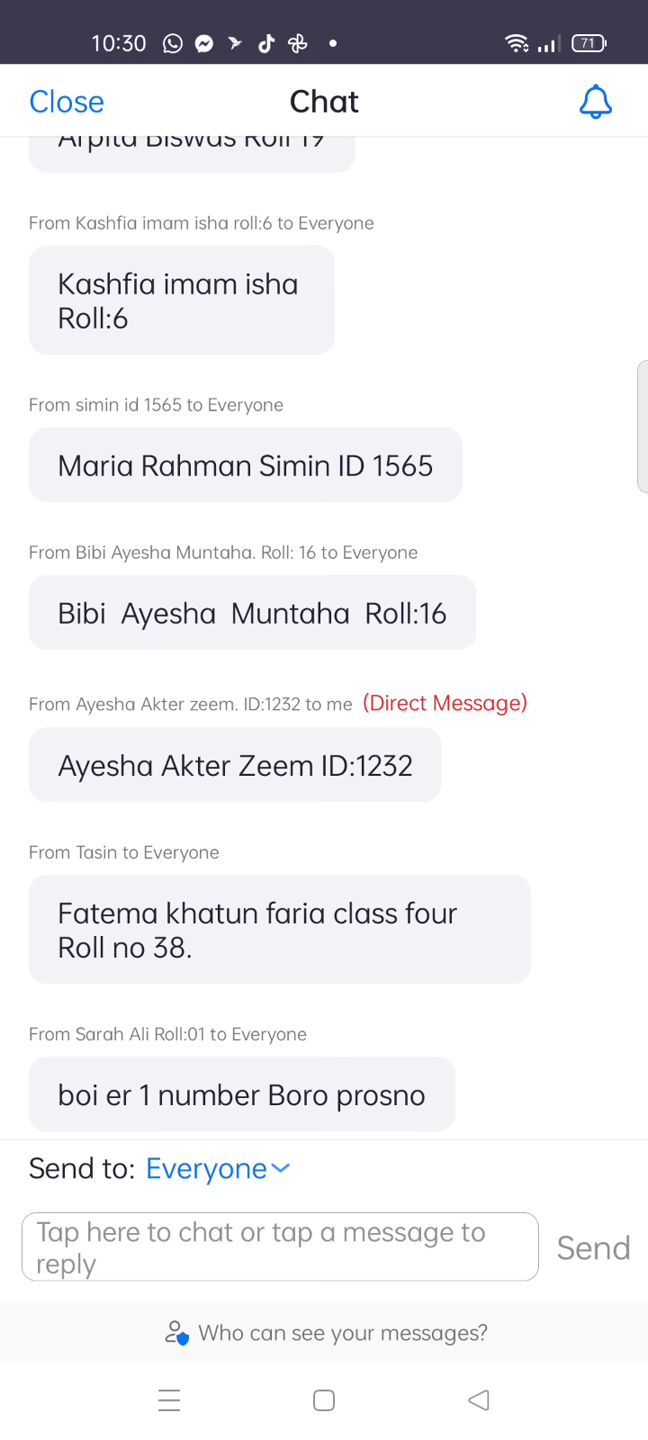 10:30
71
Close
Chat
Arpita Biswas Roll 19
From Kashfia imam isha roll:6 to Everyone
Kashfia imam isha
Roll:6
From simin id 1565 to Everyone
Maria Rahman Simin ID 1565
From Bibi Ayesha Muntaha. Roll: 16 to Everyone
Bibi Ayesha Muntaha Roll:16
From Ayesha Akter zeem. ID:1232 to me (Direct Message)
Ayesha Akter Zeem ID:1232
From Tasin to Everyone
Fatema khatun faria class four
Roll no 38.
From Sarah Ali Roll:01 to Everyone
boi er 1 number Boro prosno
Send to: Everyone
Tap here to chat or tap a message to
reply
Send
Who can see your messages?